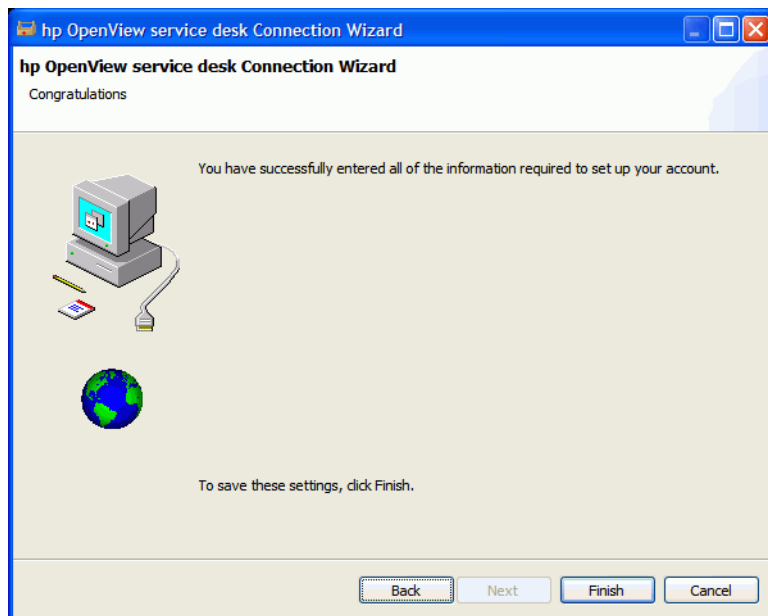 hp OpenView service desk Connection Wizard
hp OpenView service desk Connection Wizard
Congratulations
You have successfully entered all of the information required to set up your account.
To save these settings, click Finish.
Back Next Finish Cancel